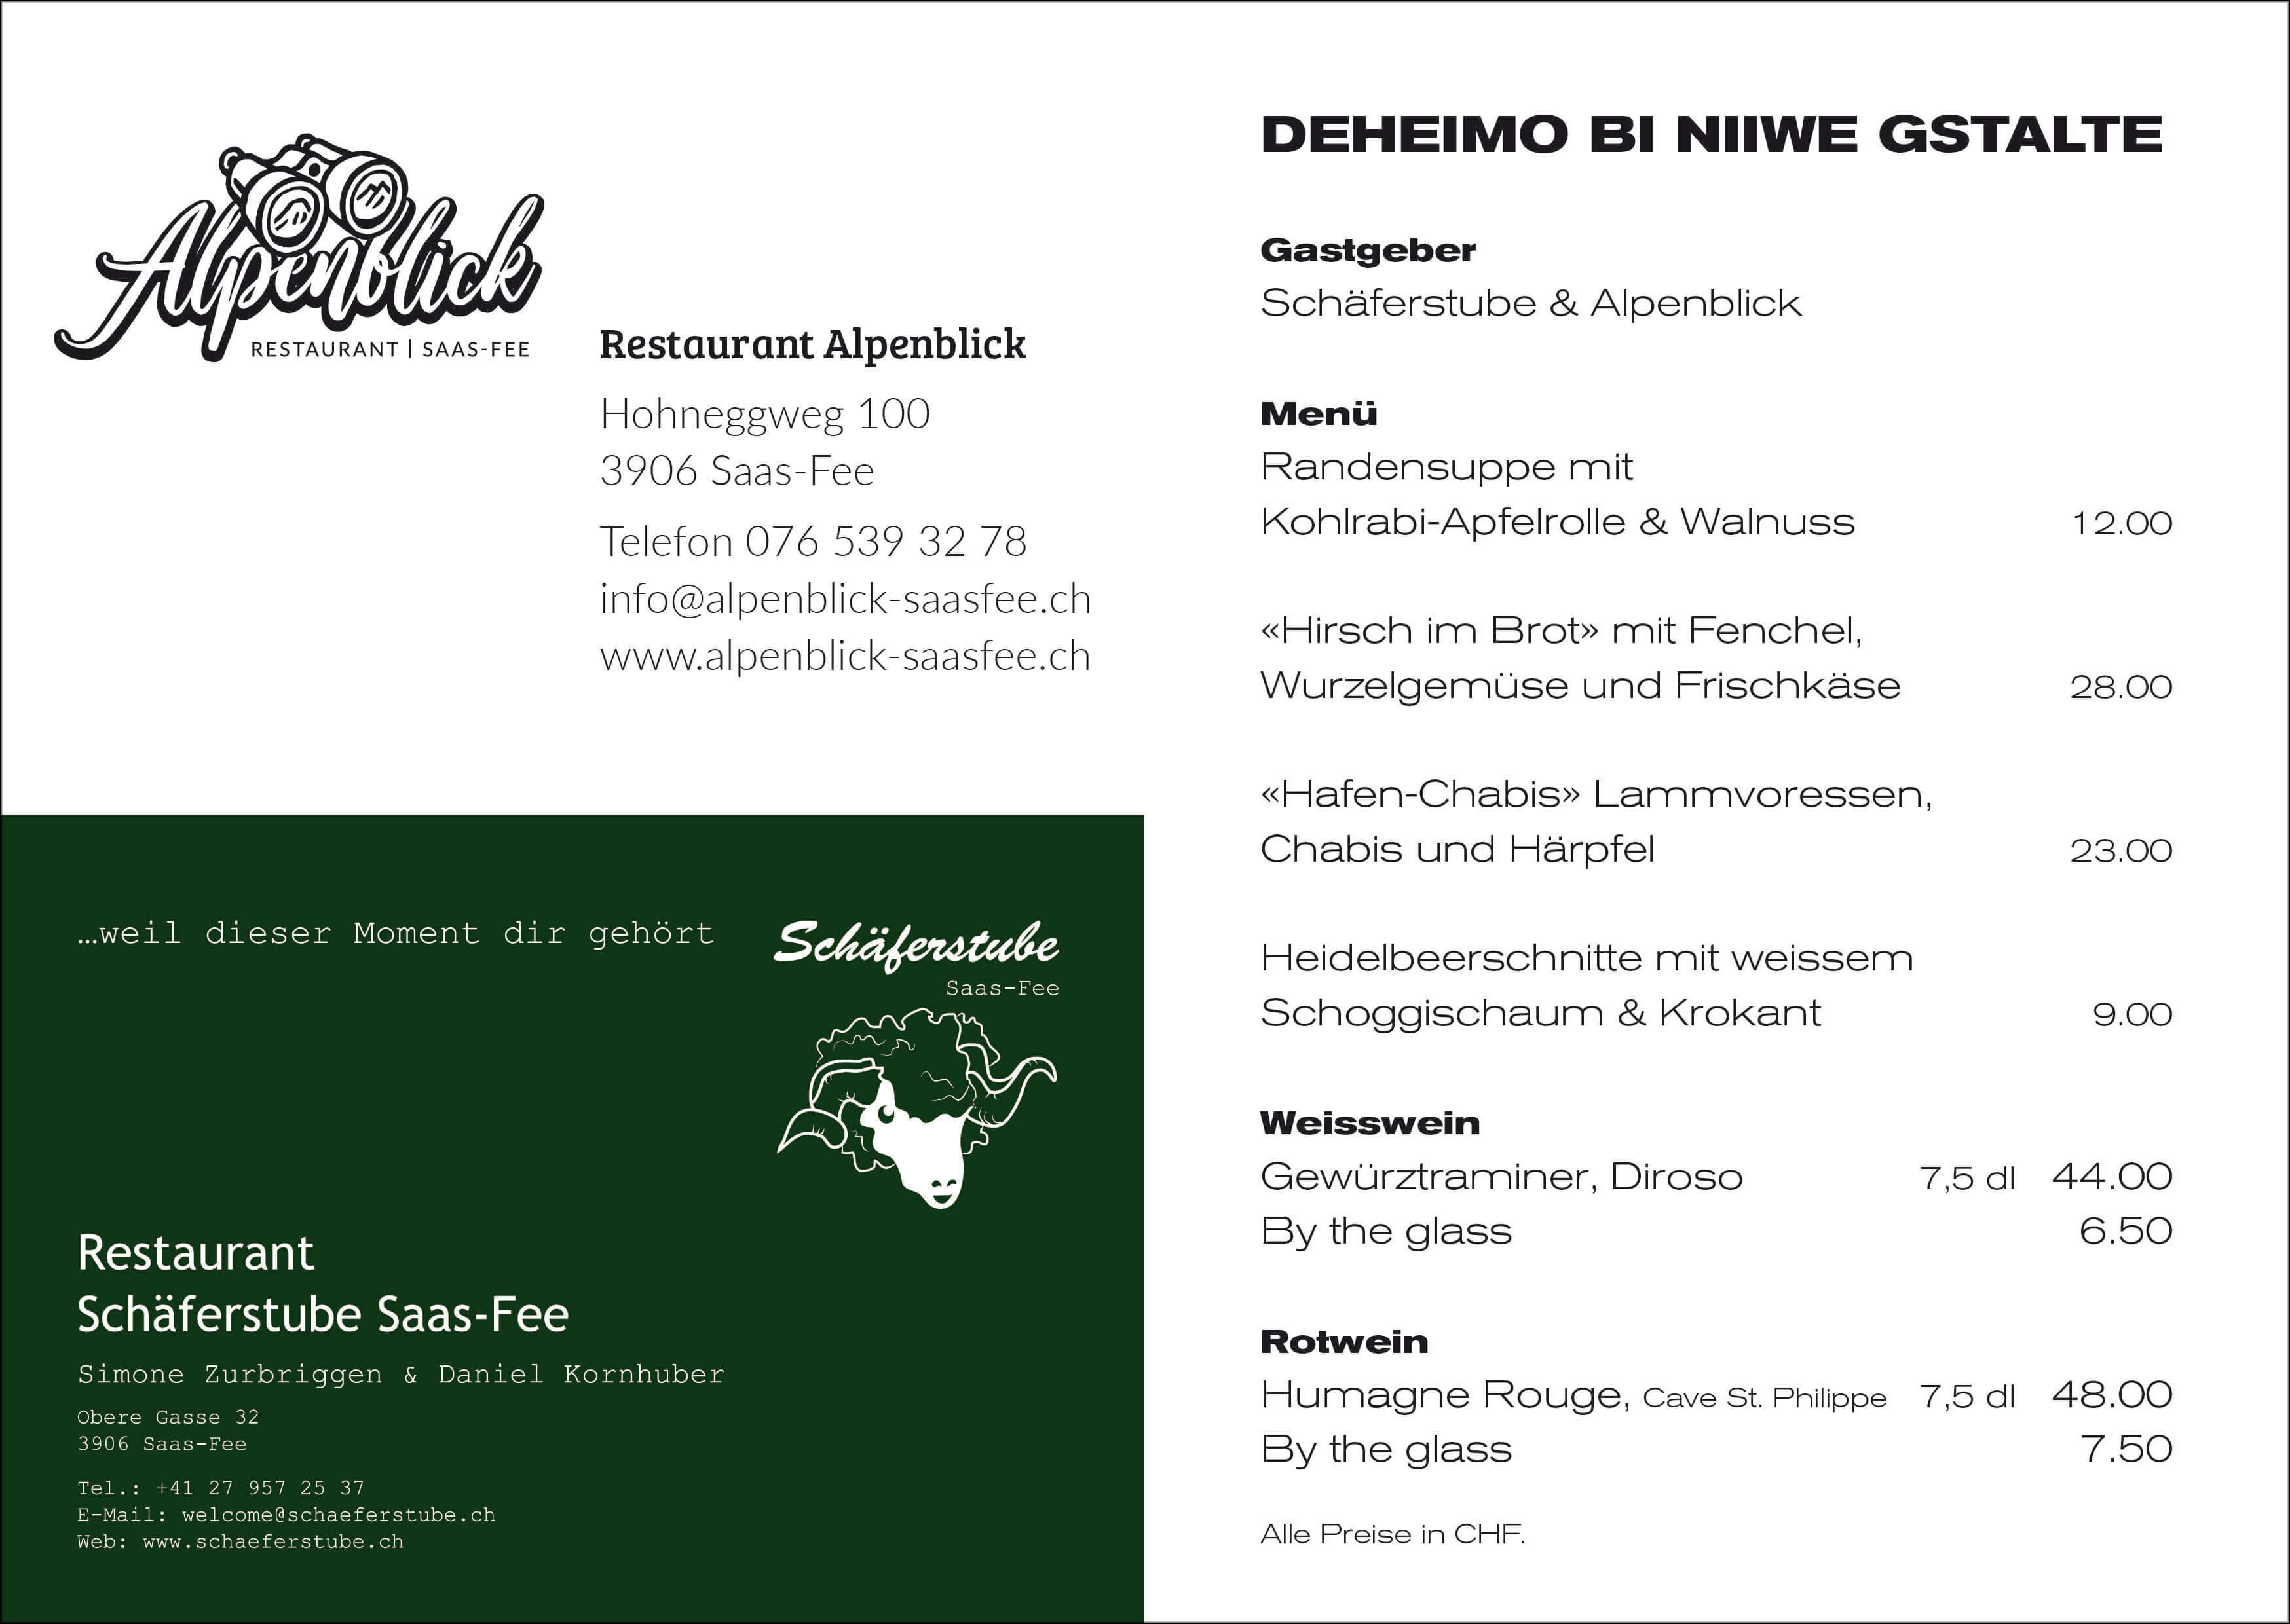 Alpenblick
RESTAURANT | SAAS-FEE
Restaurant Alpenblick
Hohneggweg 100
3906 Saas-Fee
Telefon 076 539 32 78
info@alpenblick-saasfee.ch
www.alpenblick-saasfee.ch
…weil dieser Moment dir gehört
Schäferstube
Saas-Fee
Restaurant
Schäferstube Saas-Fee
Simone Zurbriggen & Daniel Kornhuber
Obere Gasse 32
3906 Saas-Fee
Tel.: +41 27 957 25 37
E-Mail: welcome@schaeferstube.ch
Web: www.schaeferstube.ch
DEHEIMO BI NIIWE GSTALTE
Gastgeber
Schäferstube & Alpenblick
Menü
Randensuppe mit
Kohlrabi-Apfelrolle & Walnuss 12.00
«Hirsch im Brot» mit Fenchel,
Wurzelgemüse und Frischkäse 28.00
«Hafen-Chabis» Lammvoressen,
Chabis und Härpfel 23.00
Heidelbeerschnitte mit weissem
Schoggischaum & Krokant 9.00
Weisswein
Gewürztraminer, Diroso 7,5 dl 44.00
By the glass 6.50
Rotwein
Humagne Rouge, Cave St. Philippe 7,5 dl 48.00
By the glass 7.50
Alle Preise in CHF.